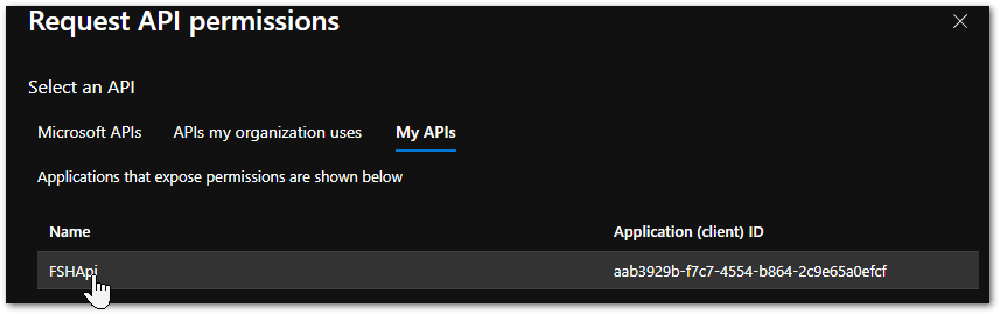 Request API permissions
Select an API
Microsoft APIs APIs my organization uses My APIs
Applications that expose permissions are shown below
Name Application (client) ID
FSHApi aab3929b-f7c7-4554-b864-2c9e65a0efcf